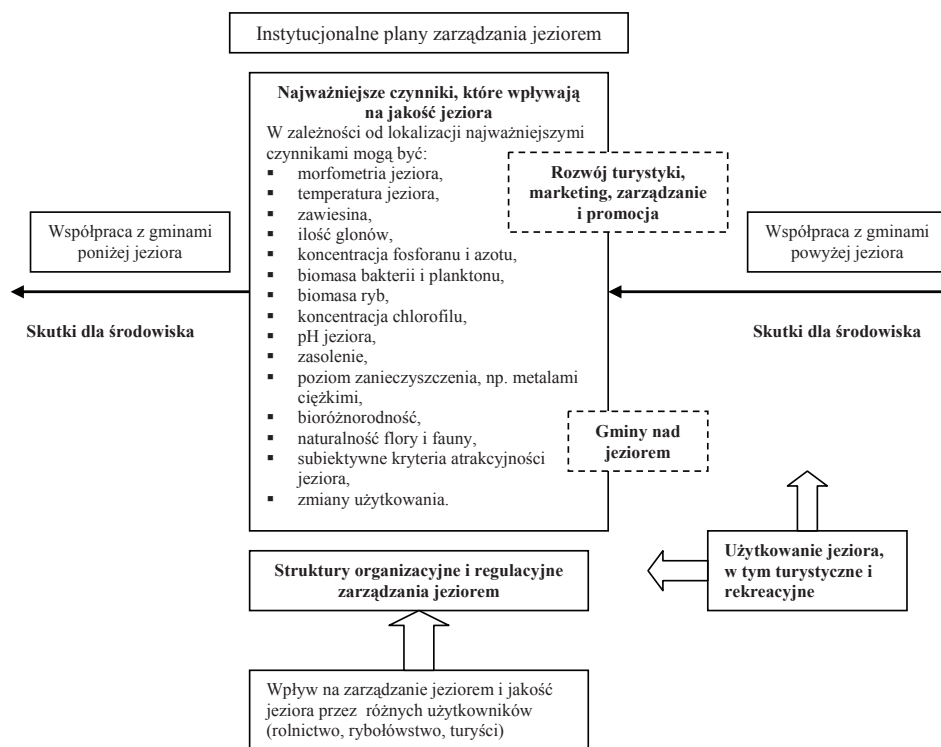 Instytucjonalne plany zarządzania jeziorem
Najważniejsze czynniki, które wpływają
na jakość jeziora
W zależności od lokalizacji najważniejszymi
czynnikami mogą być:
▪ morfometria jeziora,
▪ temperatura jeziora,
▪ zawiesina,
▪ ilość glonów,
▪ koncentracja fosforanu i azotu,
▪ biomasa bakterii i planktonu,
▪ biomasa ryb,
▪ koncentracja chlorofilu,
▪ pH jeziora,
▪ zasolenie,
▪ poziom zanieczyszczenia, np. metalami
ciężkimi,
▪ bioróżnorodność,
▪ naturalność flory i fauny,
▪ subiektywne kryteria atrakcyjności
jeziora,
▪ zmiany użytkowania.
Rozwój turystyki,
marketing, zarządzanie
i promocja
Współpraca z gminami
poniżej jeziora
Skutki dla środowiska
Współpraca z gminami
powyżej jeziora
Skutki dla środowiska
Gminy nad
jeziorem
Użytkowanie jeziora,
w tym turystyczne i
rekreacyjne
Struktury organizacyjne i regulacyjne
zarządzania jeziorem
Wpływ na zarządzanie jeziorem i jakość
jeziora przez różnych użytkowników
(rolnictwo, rybołówstwo, turyści)